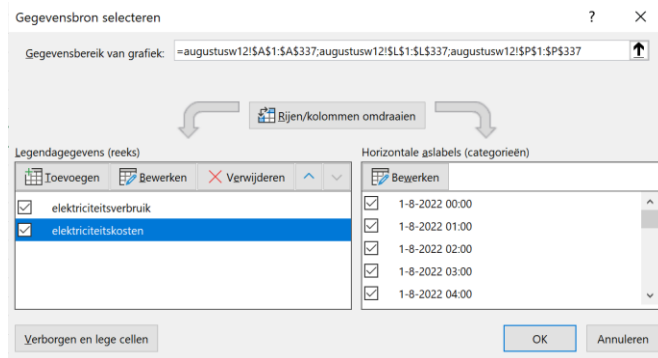 Gegevensbron selecteren ? ×
Gegevensbereik van grafiek: =augustusw12!$A$1:$A$337;augustusw12!$L$1:$L$337;augustusw12!$P$1:$P$337
Rijen/kolommen omdraaien
Legendagegevens (reeks)
Toevoegen Bewerken Verwijderen
elektriciteitsverbruik
elektriciteitskosten
Horizontale aslabels (categorieën)
Bewerken
1-8-2022 00:00
1-8-2022 01:00
1-8-2022 02:00
1-8-2022 03:00
1-8-2022 04:00
Verborgen en lege cellen
OK Annuleren